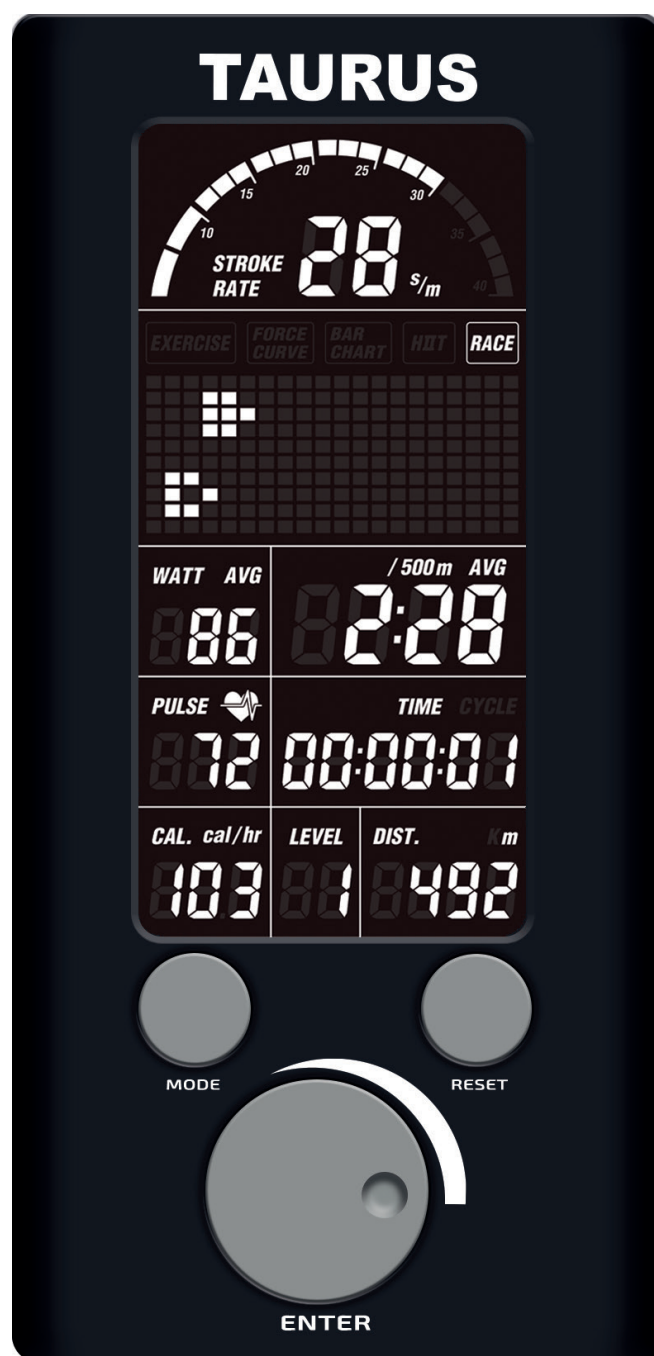 TAURUS
10 15 20 25 30 35 40
STROKE RATE 28 s/m
EXERCISE FORCE CURVE BAR CHART HIIT RACE
WATT AVG /500m AVG
86 2:28
PULSE TIME CYCLE
72 00:00:01
CAL. cal/hr LEVEL DIST. Km
103 1 492
MODE RESET
ENTER